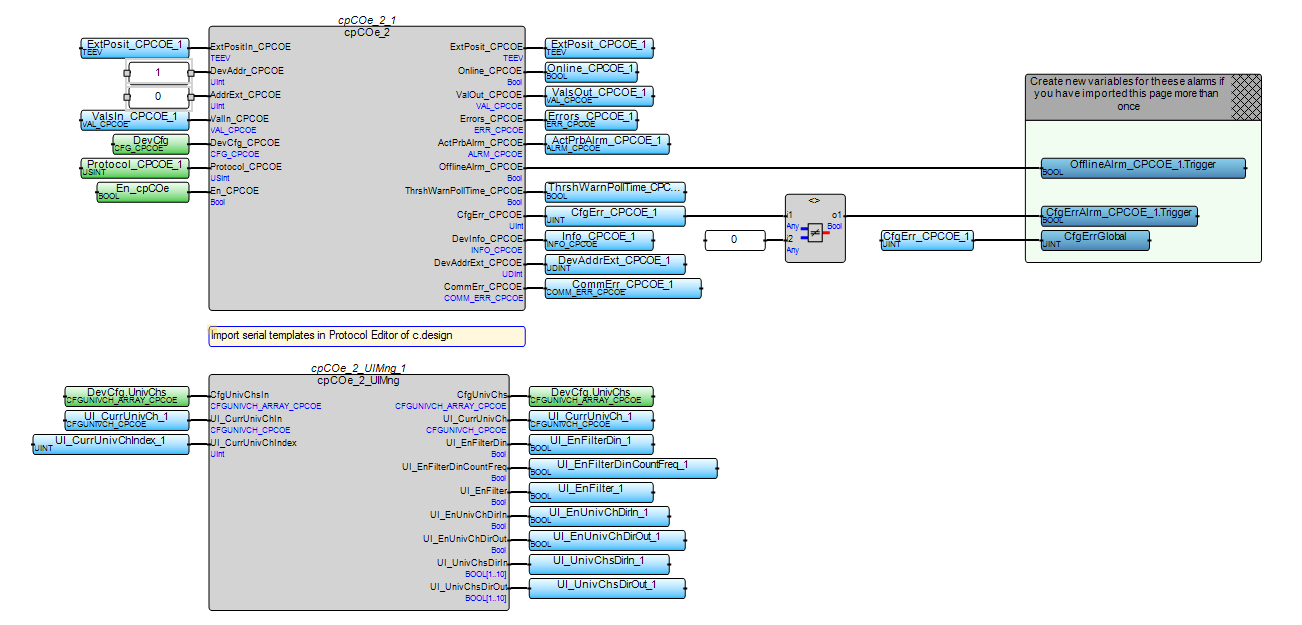 cpCOe_2_1
cpCOe_2
ExtPosit_CPCOE_1
TEEV
ExtPositIn_CPCOE
TEEV
ExtPosit_CPCOE
TEEV
ExtPosit_CPCOE_1
TEEV
1
DevAddr_CPCOE
UInt
Online_CPCOE
Bool
Online_CPCOE_1
BOOL
0
AddrExt_CPCOE
UInt
ValOut_CPCOE
VAL_CPCOE
ValsOut_CPCOE_1
VAL_CPCOE
ValsIn_CPCOE_1
VAL_CPCOE
ValIn_CPCOE
VAL_CPCOE
Errors_CPCOE
ERR_CPCOE
Errors_CPCOE_1
ERR_CPCOE
DevCfg
CFG_CPCOE
DevCfg_CPCOE
CFG_CPCOE
ActPrbAlrm_CPCOE
ALRM_CPCOE
ActPrbAlrm_CPCOE_1
ALRM_CPCOE
Protocol_CPCOE_1
USINT
Protocol_CPCOE
USInt
OfflineAlrm_CPCOE
Bool
En_cpCOe
BOOL
En_CPCOE
Bool
ThrshWarnPollTime_CPCOE
Bool
ThrshWarnPollTime_CPC...
BOOL
CfgErr_CPCOE
UInt
CfgErr_CPCOE_1
UINT
DevInfo_CPCOE
INFO_CPCOE
Info_CPCOE_1
INFO_CPCOE
DevAddrExt_CPCOE
UDInt
DevAddrExt_CPCOE_1
UDINT
CommErr_CPCOE
COMM_ERR_CPCOE
CommErr_CPCOE_1
COMM_ERR_CPCOE
0
<>
i1
Any
i2
Any
o1
Bool
CfgErr_CPCOE_1
UINT
Create new variables for theese alarms if
you have imported this page more than
once
OfflineAlrm_CPCOE_1.Trigger
BOOL
CfgErrAlrm_CPCOE_1.Trigger
BOOL
CfgErrGlobal
UINT
Import serial templates in Protocol Editor of c.design
cpCOe_2_UIMng_1
cpCOe_2_UIMng
DevCfg.UnivChs
CFGUNIVCH_ARRAY_CPCOE
CfgUnivChsIn
CFGUNIVCH_ARRAY_CPCOE
CfgUnivChs
CFGUNIVCH_ARRAY_CPCOE
DevCfg.UnivChs
CFGUNIVCH_ARRAY_CPCOE
UI_CurrUnivCh_1
CFGUNIVCH_CPCOE
UI_CurrUnivChIn
CFGUNIVCH_CPCOE
UI_CurrUnivCh
CFGUNIVCH_CPCOE
UI_CurrUnivCh_1
CFGUNIVCH_CPCOE
UI_CurrUnivChIndex_1
UINT
UI_CurrUnivChIndex
UInt
UI_EnFilterDin
Bool
UI_EnFilterDin_1
BOOL
UI_EnFilterDinCountFreq
Bool
UI_EnFilterDinCountFreq_1
BOOL
UI_EnFilter
Bool
UI_EnFilter_1
BOOL
UI_EnUnivChDirIn
Bool
UI_EnUnivChDirIn_1
BOOL
UI_EnUnivChDirOut
Bool
UI_EnUnivChDirOut_1
BOOL
UI_UnivChsDirIn
BOOL[1..10]
UI_UnivChsDirIn_1
UI_UnivChsDirOut
BOOL[1..10]
UI_UnivChsDirOut_1